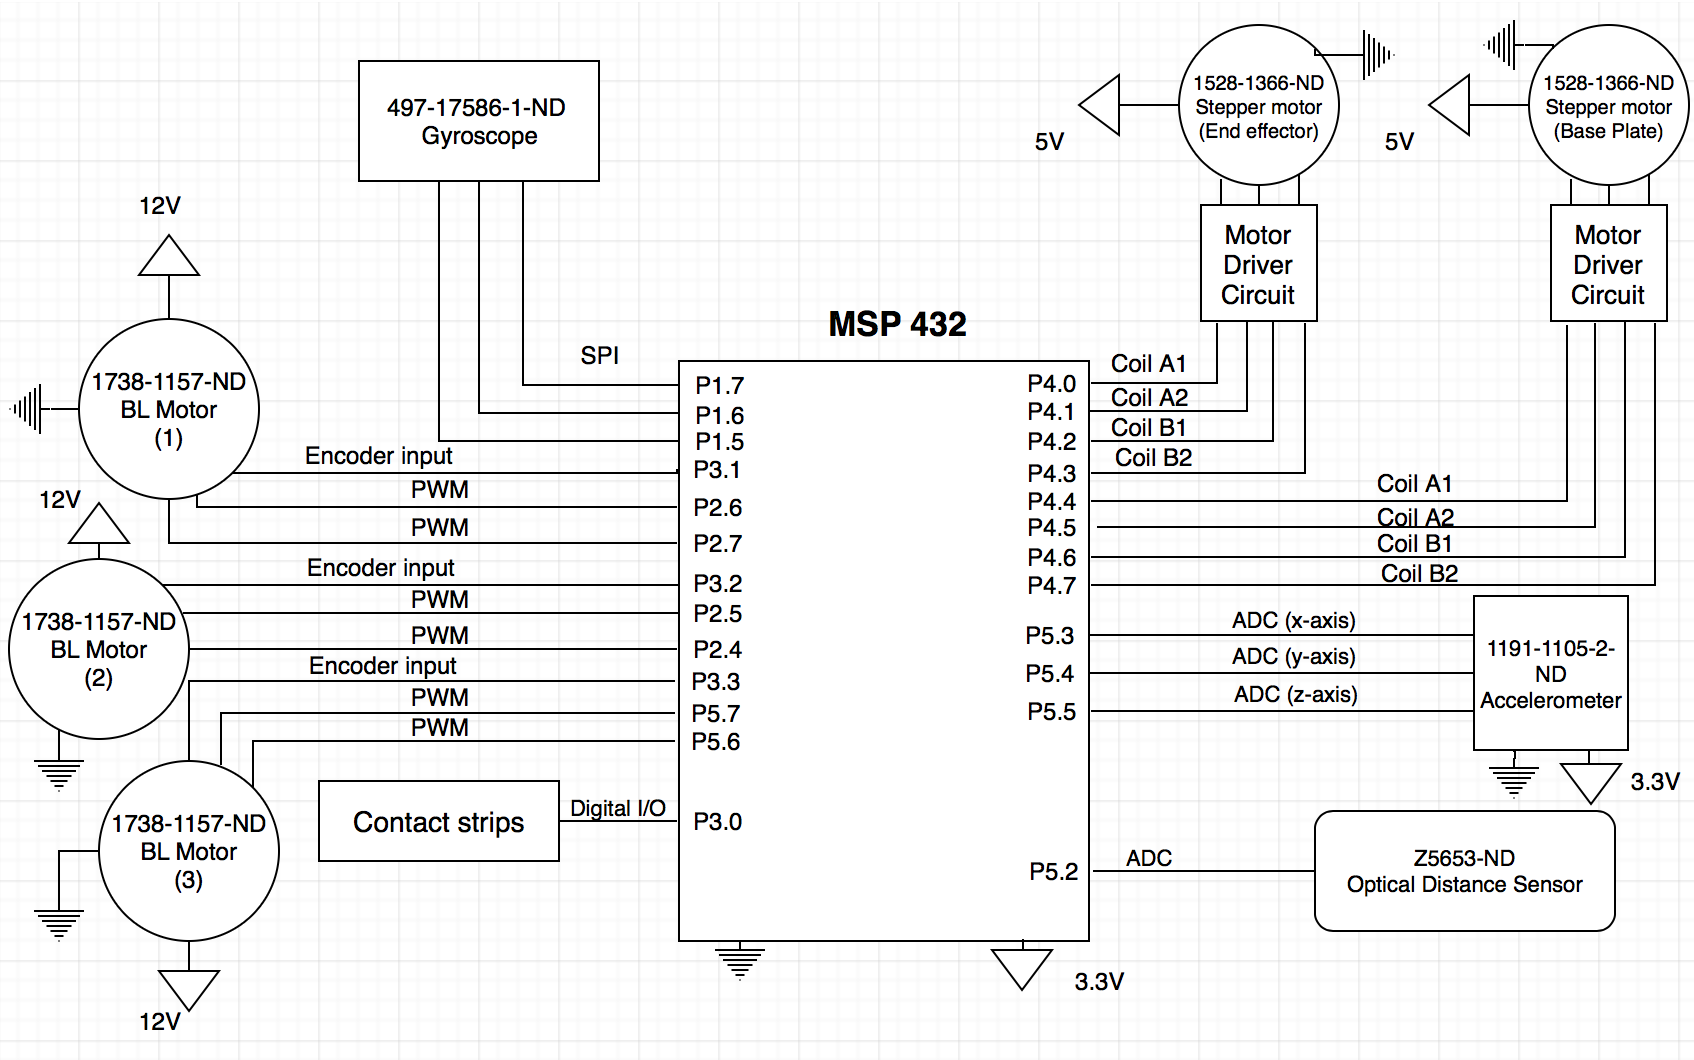 497-17586-1-ND
Gyroscope
1528-1366-ND
Stepper motor
(End effector)
5V
1528-1366-ND
Stepper motor
(Base Plate)
5V
Motor
Driver
Circuit
Motor
Driver
Circuit
12V
1738-1157-ND
BL Motor
(1)
MSP 432
SPI
P1.7
P1.6
P1.5
Encoder input
P3.1
PWM
P2.6
PWM
P2.7
12V
1738-1157-ND
BL Motor
(2)
Encoder input
P3.2
PWM
P2.5
PWM
P2.4
Encoder input
P3.3
PWM
P5.7
PWM
P5.6
1738-1157-ND
BL Motor
(3)
12V
Contact strips
Digital I/O
P3.0
P4.0
Coil A1
P4.1
Coil A2
P4.2
Coil B1
P4.3
Coil B2
P4.4
Coil A1
P4.5
Coil A2
P4.6
Coil B1
P4.7
Coil B2
P5.3
ADC (x-axis)
P5.4
ADC (y-axis)
P5.5
ADC (z-axis)
1191-1105-2-
ND
Accelerometer
3.3V
P5.2
ADC
Z5653-ND
Optical Distance Sensor
3.3V